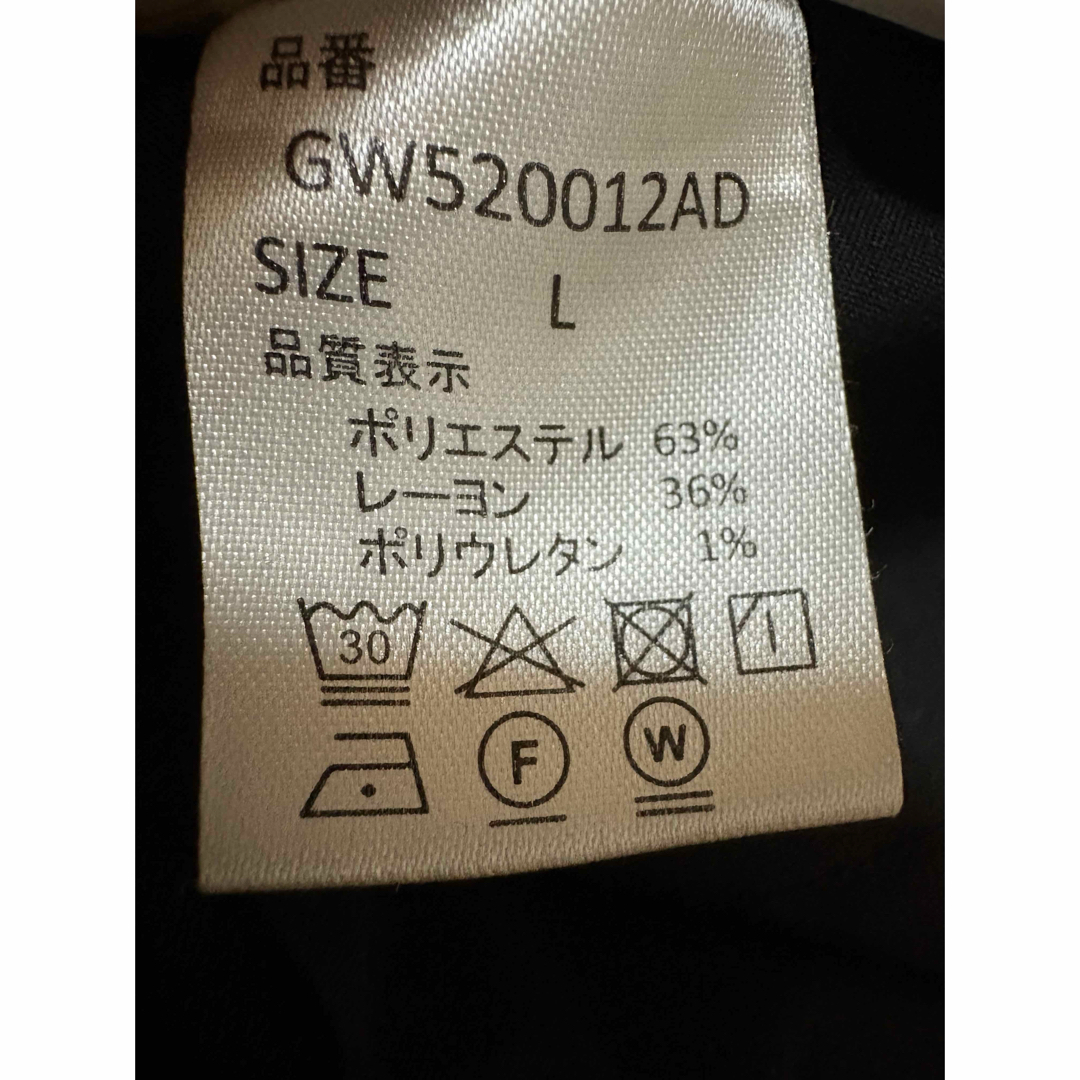 品番
GW520012AD
SIZE L
品質表示
ポリエステル 63%
レーヨン 36%
ポリウレタン 1%
30
F W